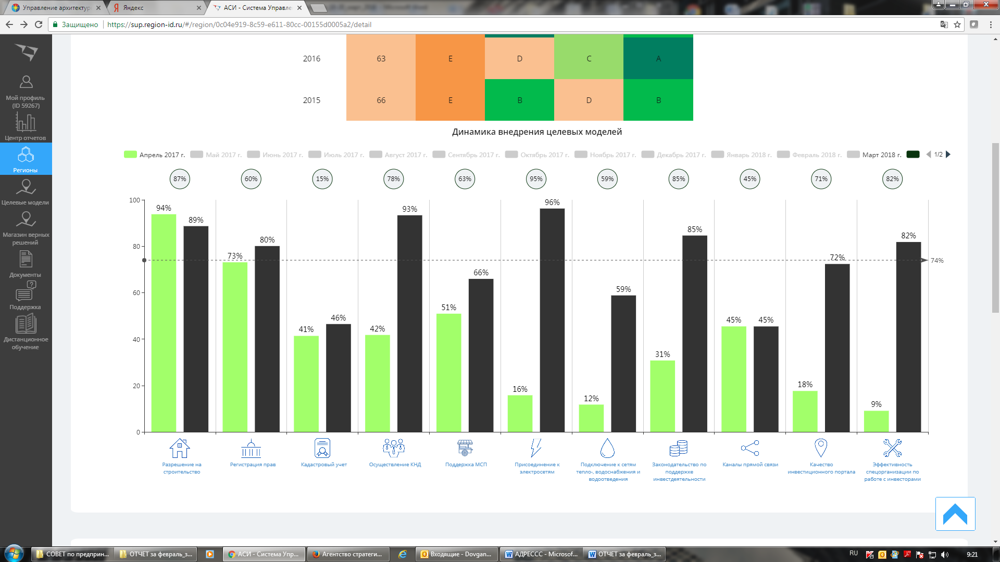 Управление архитектур
Яндекс
АСИ - Система Управле
Защищено
https://sup.region-id.ru/#/region/0c04e919-8c59-e611-80cc-00155d0005a2/detail
Мой профиль
(ID 59267)
Центр отчетов
Регионы
Целевые модели
Магазин верных
решений
Документы
Поддержка
Дистанционное
обучение
2016 63 E D C A
2015 66 E B D B
Динамика внедрения целевых моделей
Апрель 2017 г. Май 2017 г. Июнь 2017 г. Июль 2017 г. Август 2017 г. Сентябрь 2017 г. Октябрь 2017 г. Ноябрь 2017 г. Декабрь 2017 г. Январь 2018 г. Февраль 2018 г. Март 2018 г. 1/2
87% 60% 15% 78% 63% 95% 59% 85% 45% 71% 82%
100
80
60
40
20
0
94% 89%
73% 80%
41% 46%
42% 93%
51% 66%
16% 96%
12% 59%
31% 85%
45% 45%
18% 72%
9% 82%
74%
Разрешение на
строительство
Регистрация прав
Кадастровый учет
Осуществление КНД
Поддержка МСП
Присоединение к
электросетям
Подключение к сетям
тепло-, водоснабжения и
водоотведения
Законодательство по
поддержке
инвестдеятельности
Каналы прямой связи
Качество
инвестиционного портала
Эффективность
спецорганизации по
работе с инвесторами
СОВЕТ по предприн...
ОТЧЕТ за февраль_з...
АСИ - Система Упр...
Агентство стратеги...
Входящие - Dovgan...
АДРЕССС - Microsof...
ОТЧЕТ за февраль_з...
RU
9:21